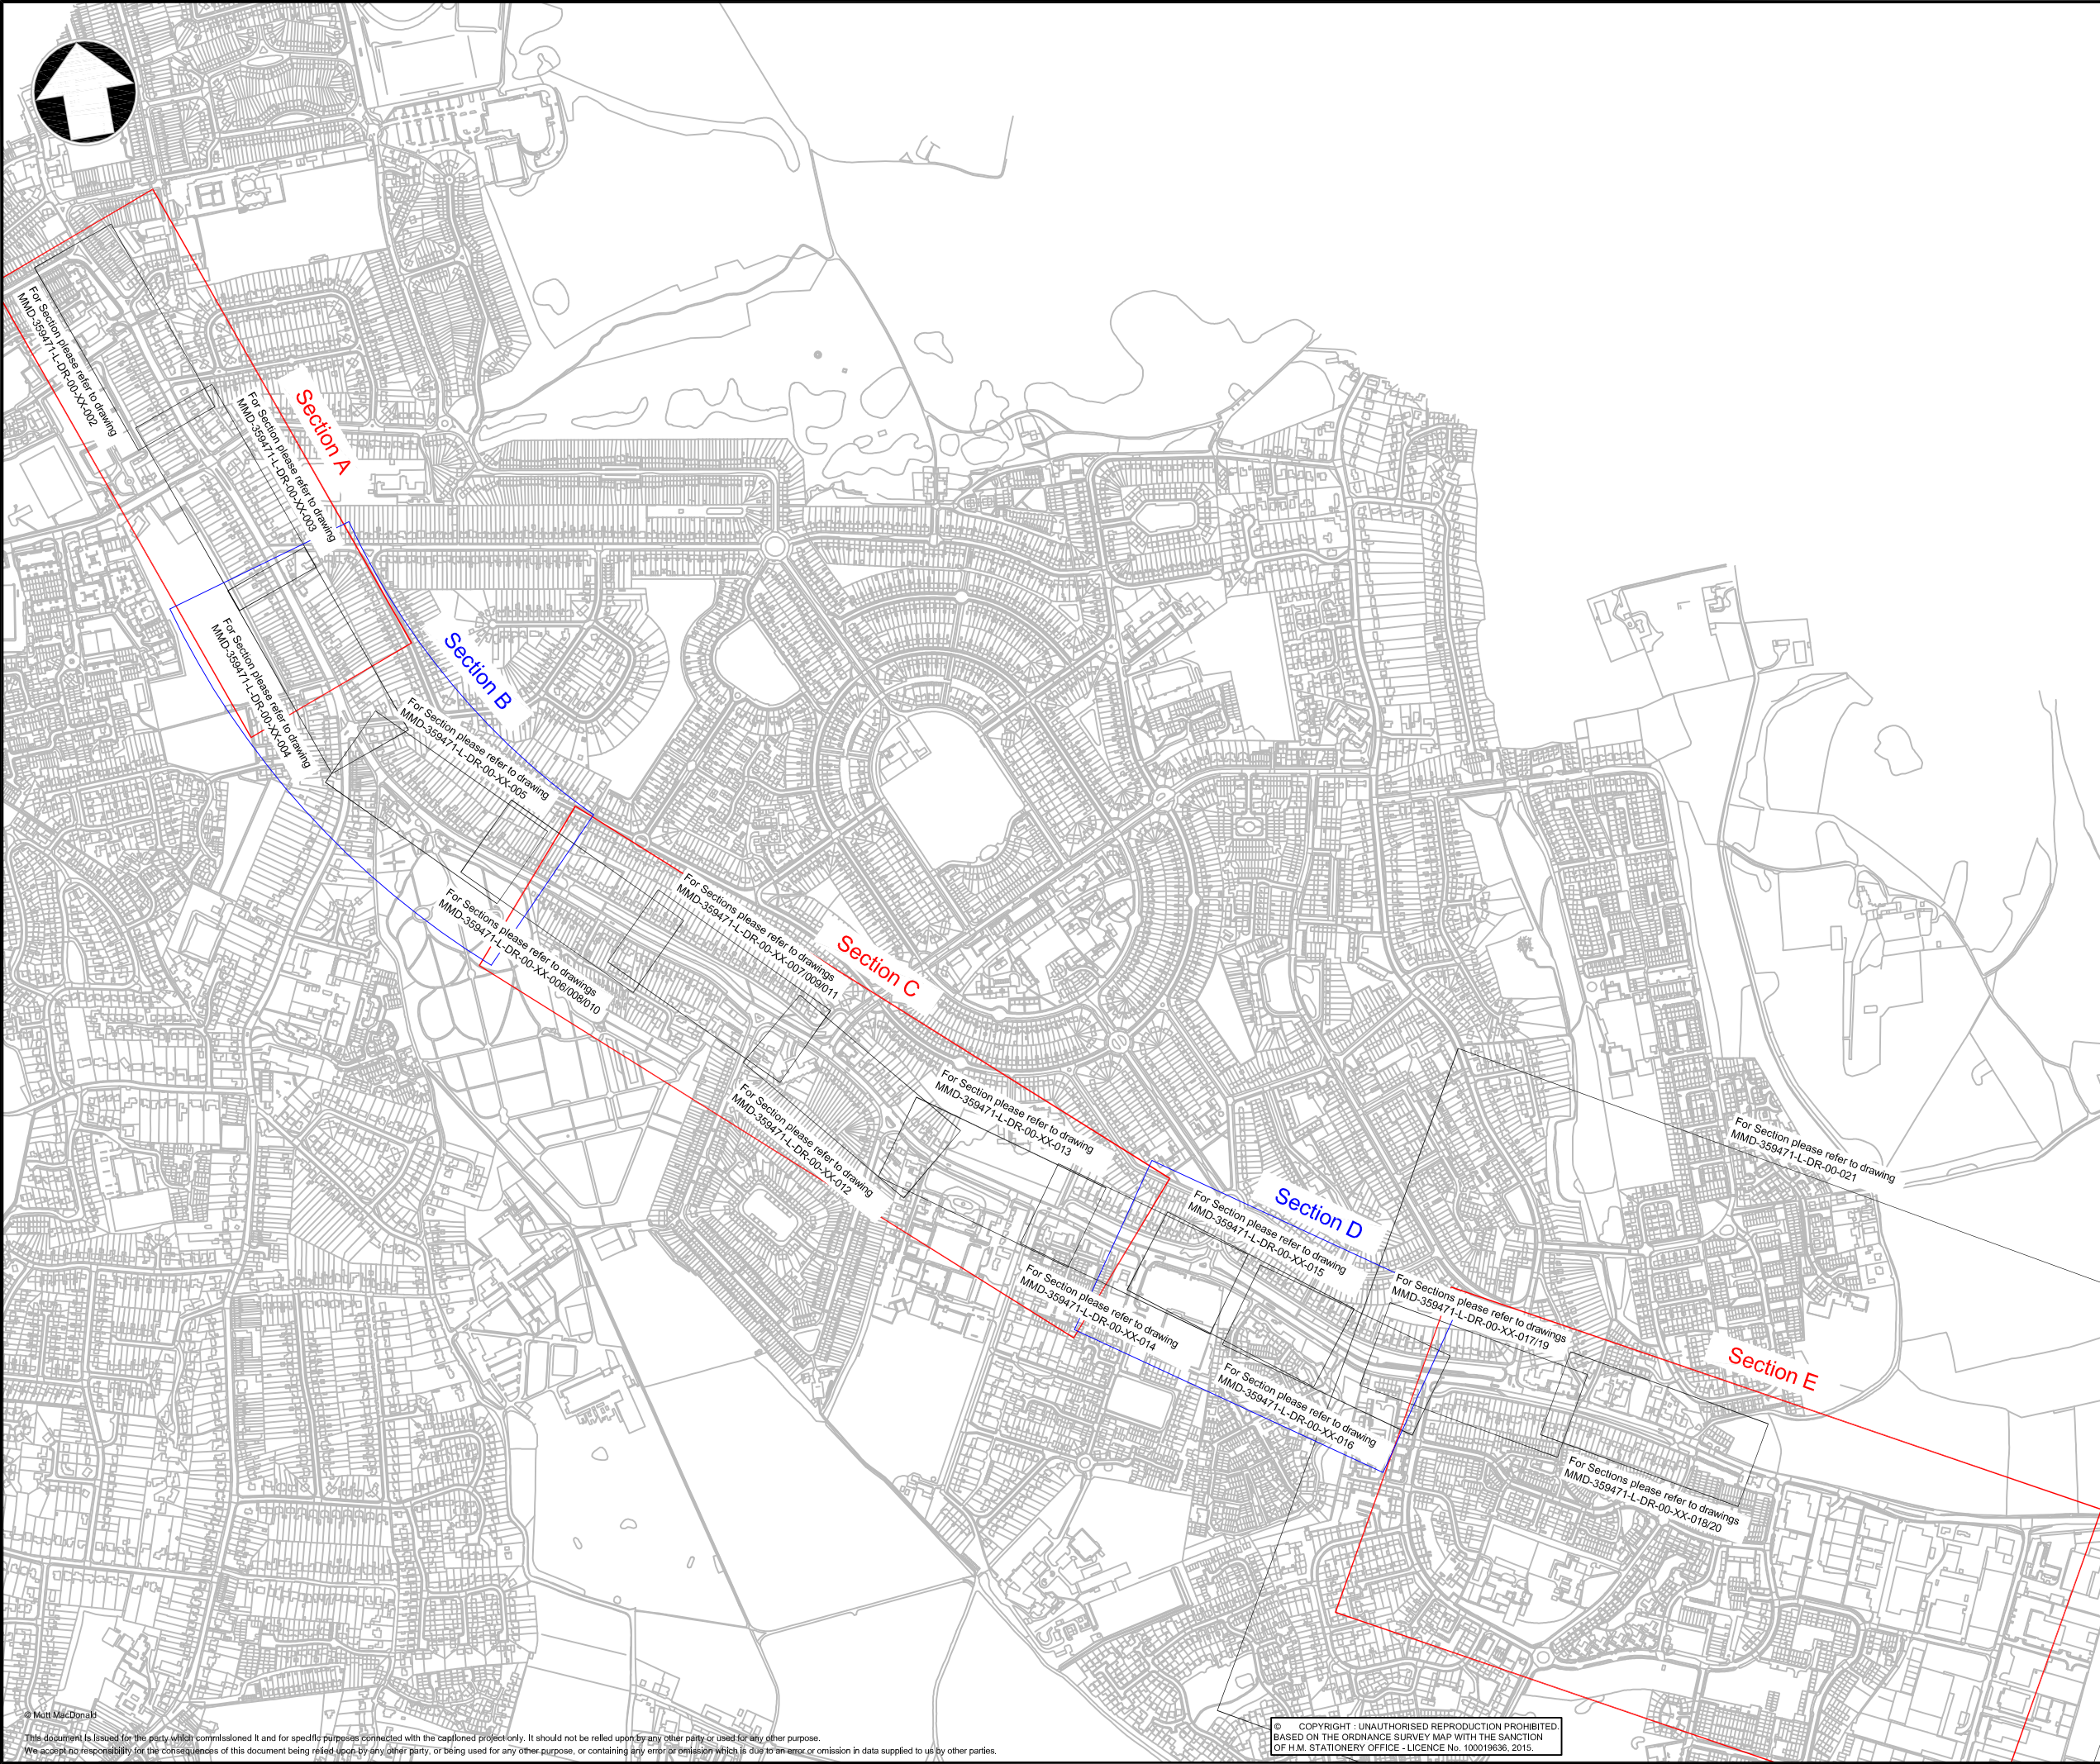 For Section please refer to drawing
MMD-359471-L-DR-00-XX-002
For Section please refer to drawing
MMD-359471-L-DR-00-XX-003
Section A
For Section please refer to drawing
MMD-359471-L-DR-00-XX-004
Section B
For Section please refer to drawing
MMD-359471-L-DR-00-XX-005
For Sections please refer to drawings
MMD-359471-L-DR-00-XX-006/008/010
For Sections please refer to drawings
MMD-359471-L-DR-00-XX-007/009/011
Section C
For Section please refer to drawing
MMD-359471-L-DR-00-XX-012
For Section please refer to drawing
MMD-359471-L-DR-00-XX-013
For Section please refer to drawing
MMD-359471-L-DR-00-XX-014
Section D
For Section please refer to drawing
MMD-359471-L-DR-00-XX-015
For Section please refer to drawing
MMD-359471-L-DR-00-XX-016
For Sections please refer to drawings
MMD-359471-L-DR-00-XX-017/19
For Section please refer to drawing
MMD-359471-L-DR-00-021
Section E
For Sections please refer to drawings
MMD-359471-L-DR-00-XX-018/20
© Mott MacDonald
This document is issued for the party which commissioned it and for specific purposes connected with the captioned project only. It should not be relied upon by any other party or used for any other purpose.
We accept no responsibility for the consequences of this document being relied upon by any other party, or being used for any other purpose, or containing any error or omission which is due to an error or omission in data supplied to us by other parties.
© COPYRIGHT : UNAUTHORISED REPRODUCTION PROHIBITED.
BASED ON THE ORDNANCE SURVEY MAP WITH THE SANCTION
OF H.M. STATIONERY OFFICE - LICENCE No. 100019636, 2015.